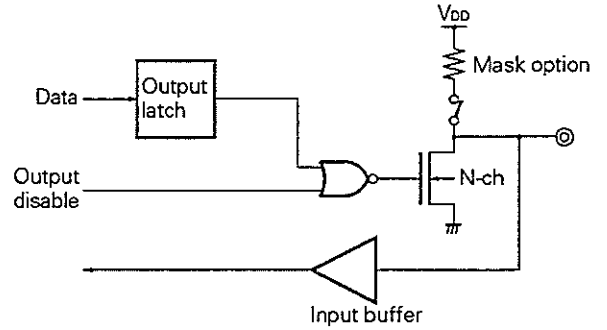 VDD
Mask option
Output
latch
Data
N-ch
Output
disable
Input buffer